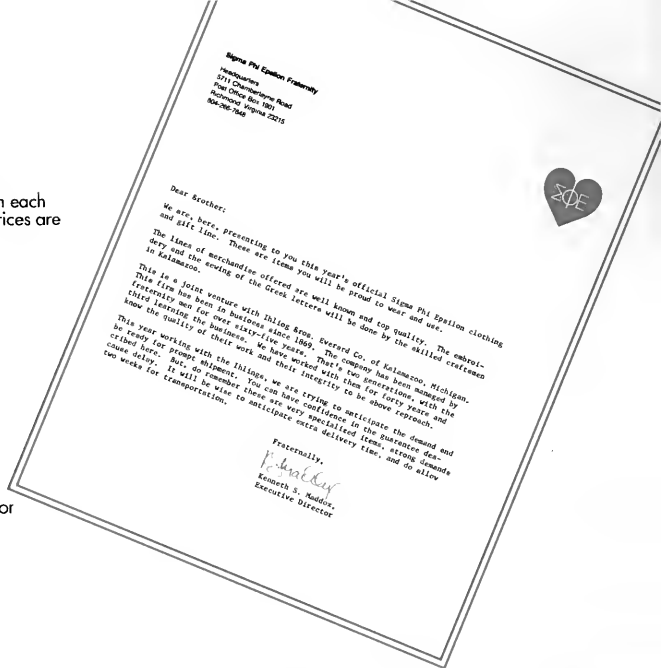 n each
rices are
or
Sigma Phi Epsilon Fraternity
Headquarters
5711 Chamberlayne Road
Post Office Box 1901
Richmond Virginia 23215
804-266-7648
ΣΦΕ
Dear Brother:
We are, here, presenting to you this year's official Sigma Phi Epsilon clothing
and gift line. These are items you will be proud to wear and use.
The lines of merchandise offered are well known and top quality. The embroi-
dery and the sewing of the Greek letters will be done by the skilled craftsmen
in Kalamazoo.
This is a joint venture with Ihling Bros. Everard Co. of Kalamazoo, Michigan.
This firm has been in business since 1869. The company has been managed by
fraternity men for over sixty-five years. That's two generations, with the
third learning the business. We have worked with them for forty years and
know the quality of their work and their integrity to be above reproach.
This year working with the Ihlings, we are trying to anticipate the demand and
be ready for prompt shipment. You can have confidence in the guarantee des-
cribed here. But, do remember these are very specialized items, strong demands
cause delay. It will be wise to anticipate extra delivery time, and do allow
two weeks for transportation.
Fraternally,
Kenneth S. Maddox,
Executive Director